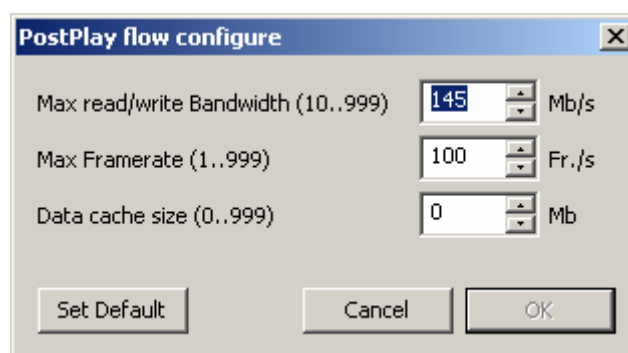 PostPlay flow configure
Max read/write Bandwidth (10..999) 145 Mb/s
Max Framerate (1..999) 100 Fr./s
Data cache size (0..999) 0 Mb
Set Default Cancel OK